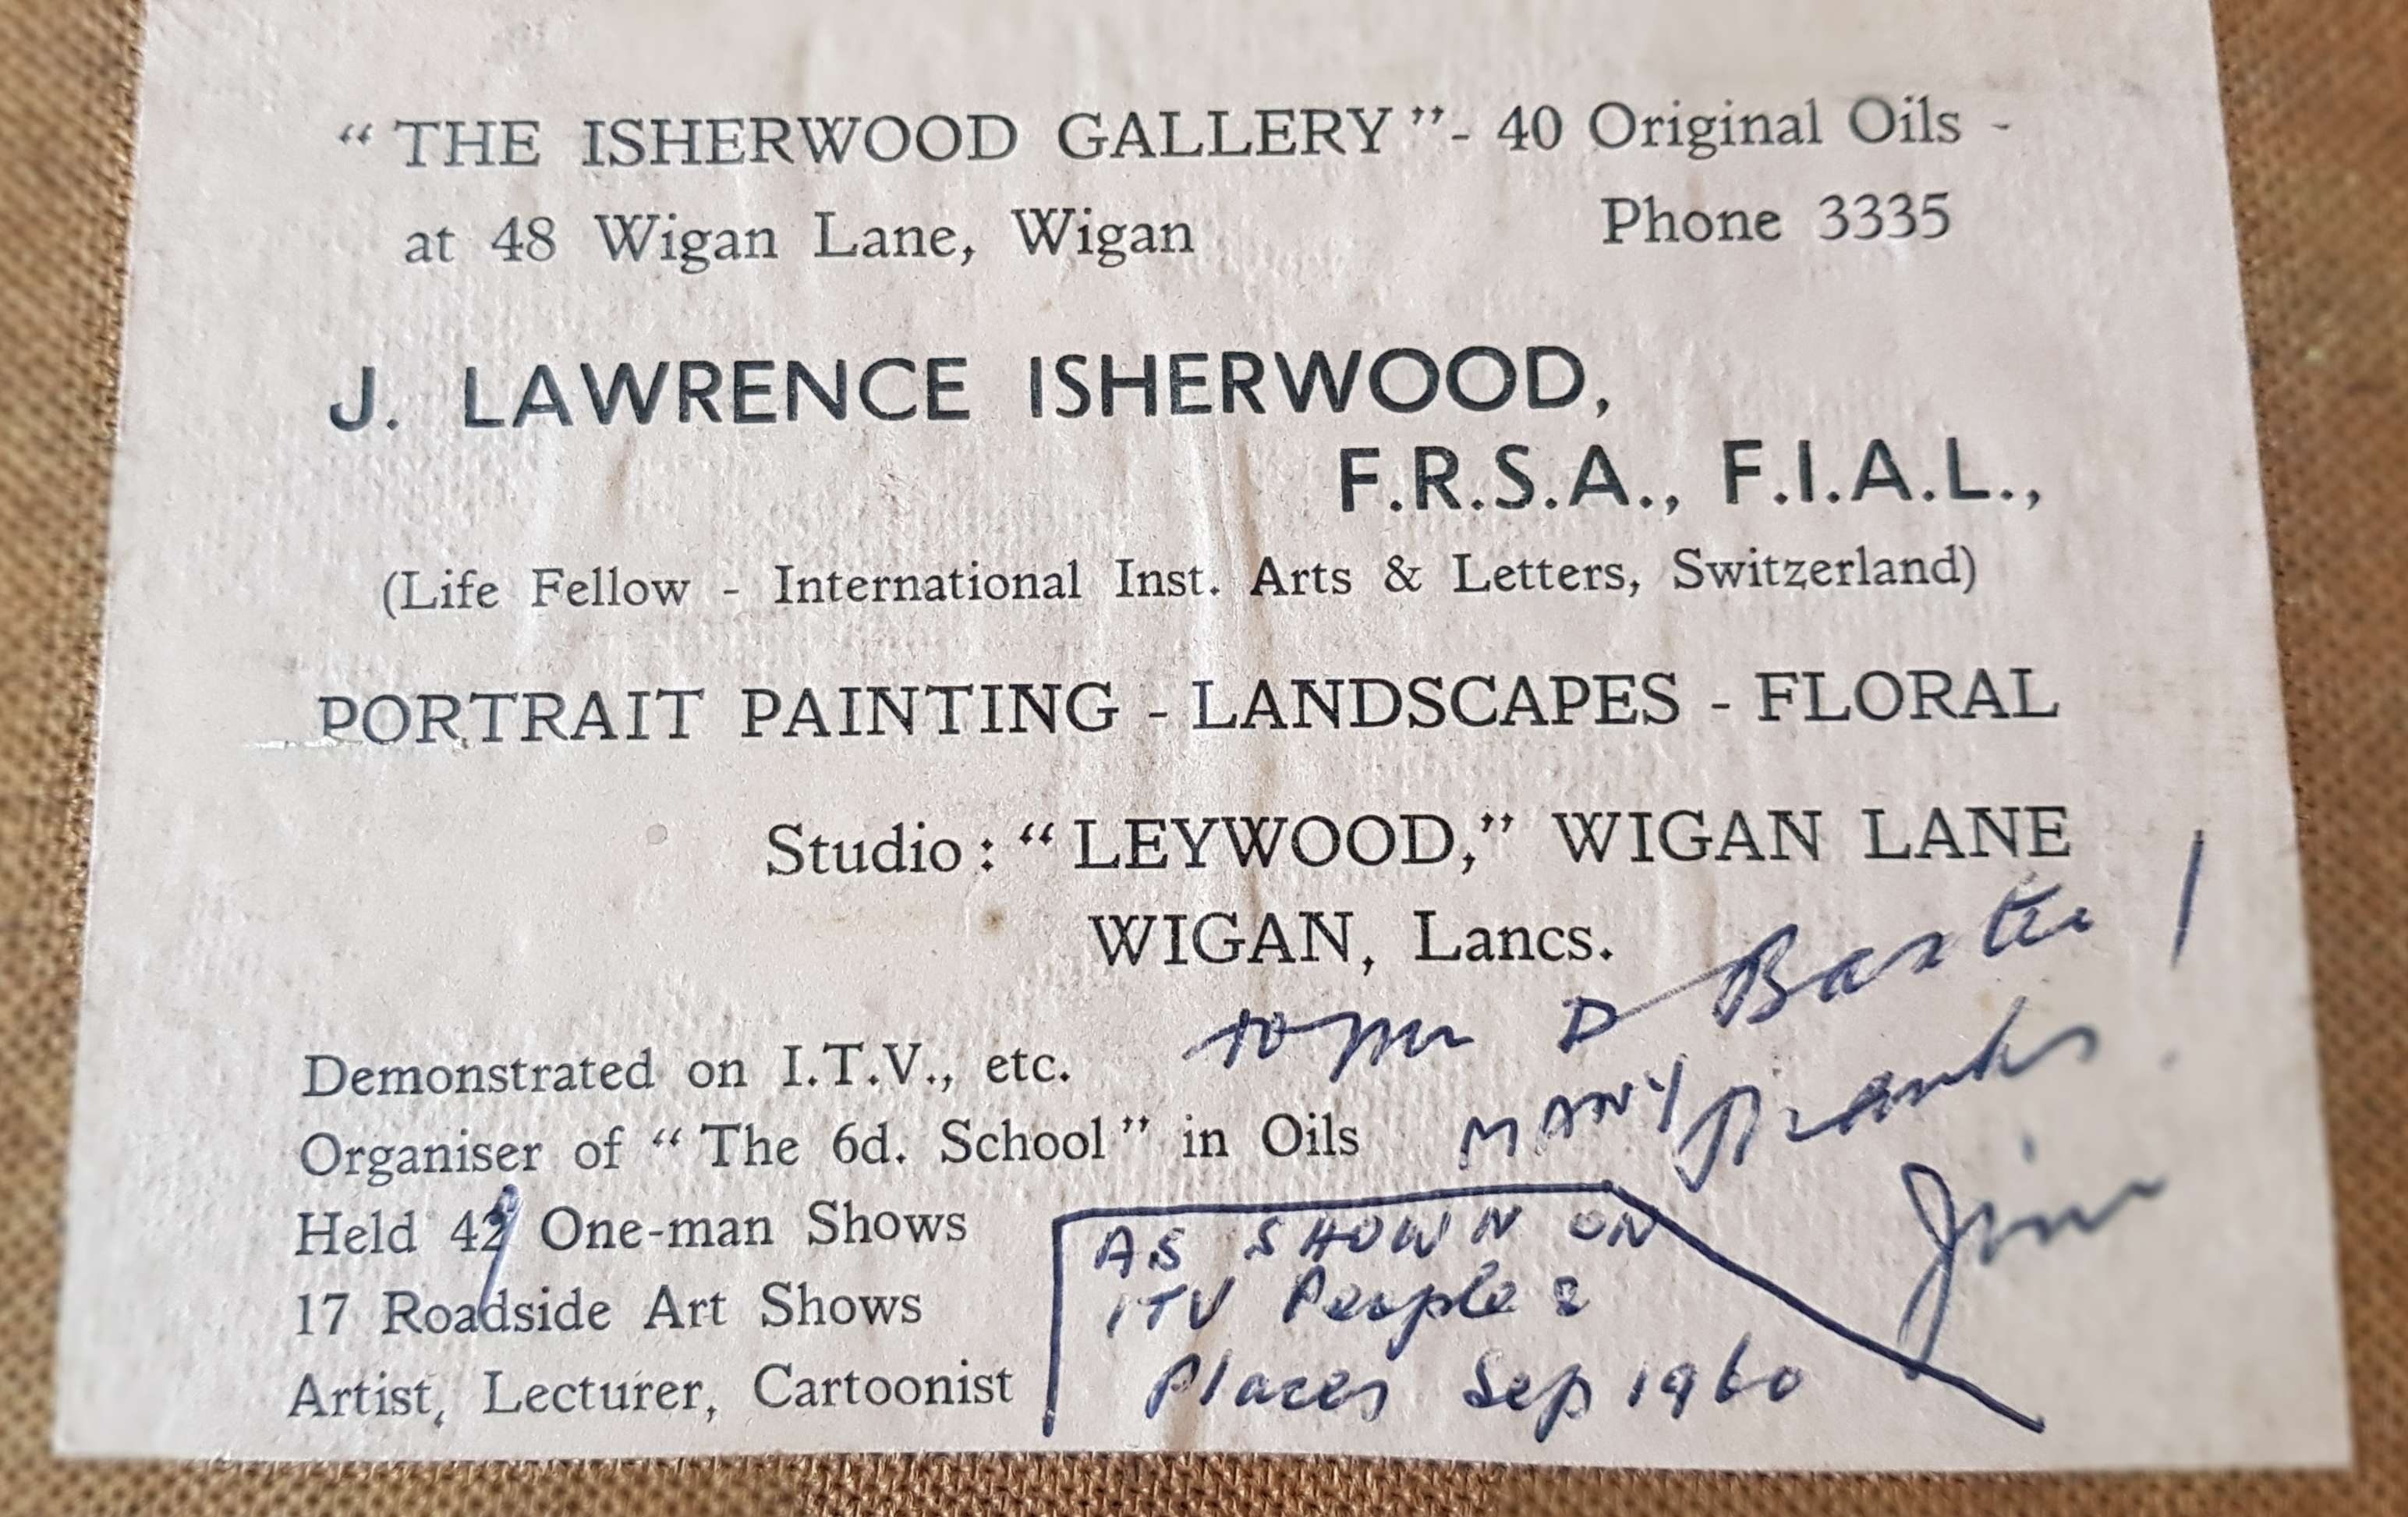 “ THE ISHERWOOD GALLERY ”- 40 Original Oils -
at 48 Wigan Lane, Wigan Phone 3335
J. LAWRENCE ISHERWOOD,
F.R.S.A., F.I.A.L.,
(Life Fellow - International Inst. Arts & Letters, Switzerland)
PORTRAIT PAINTING - LANDSCAPES - FLORAL
Studio : “ LEYWOOD,” WIGAN LANE
WIGAN, Lancs.
to Mr D Baxter !
MANY Thanks
Jim
Demonstrated on I.T.V., etc.
Organiser of “ The 6d. School ” in Oils
Held 49 One-man Shows
17 Roadside Art Shows
Artist, Lecturer, Cartoonist
AS SHOWN ON
ITV People &
Places Sep 1960